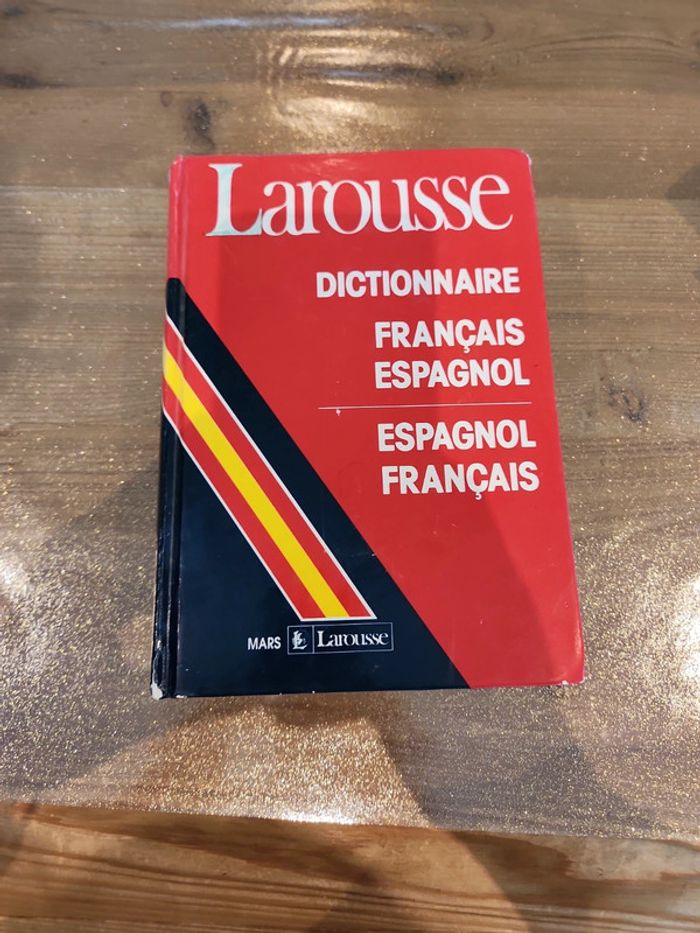 Larousse
DICTIONNAIRE
FRANÇAIS
ESPAGNOL
ESPAGNOL
FRANÇAIS
MARS L Larousse